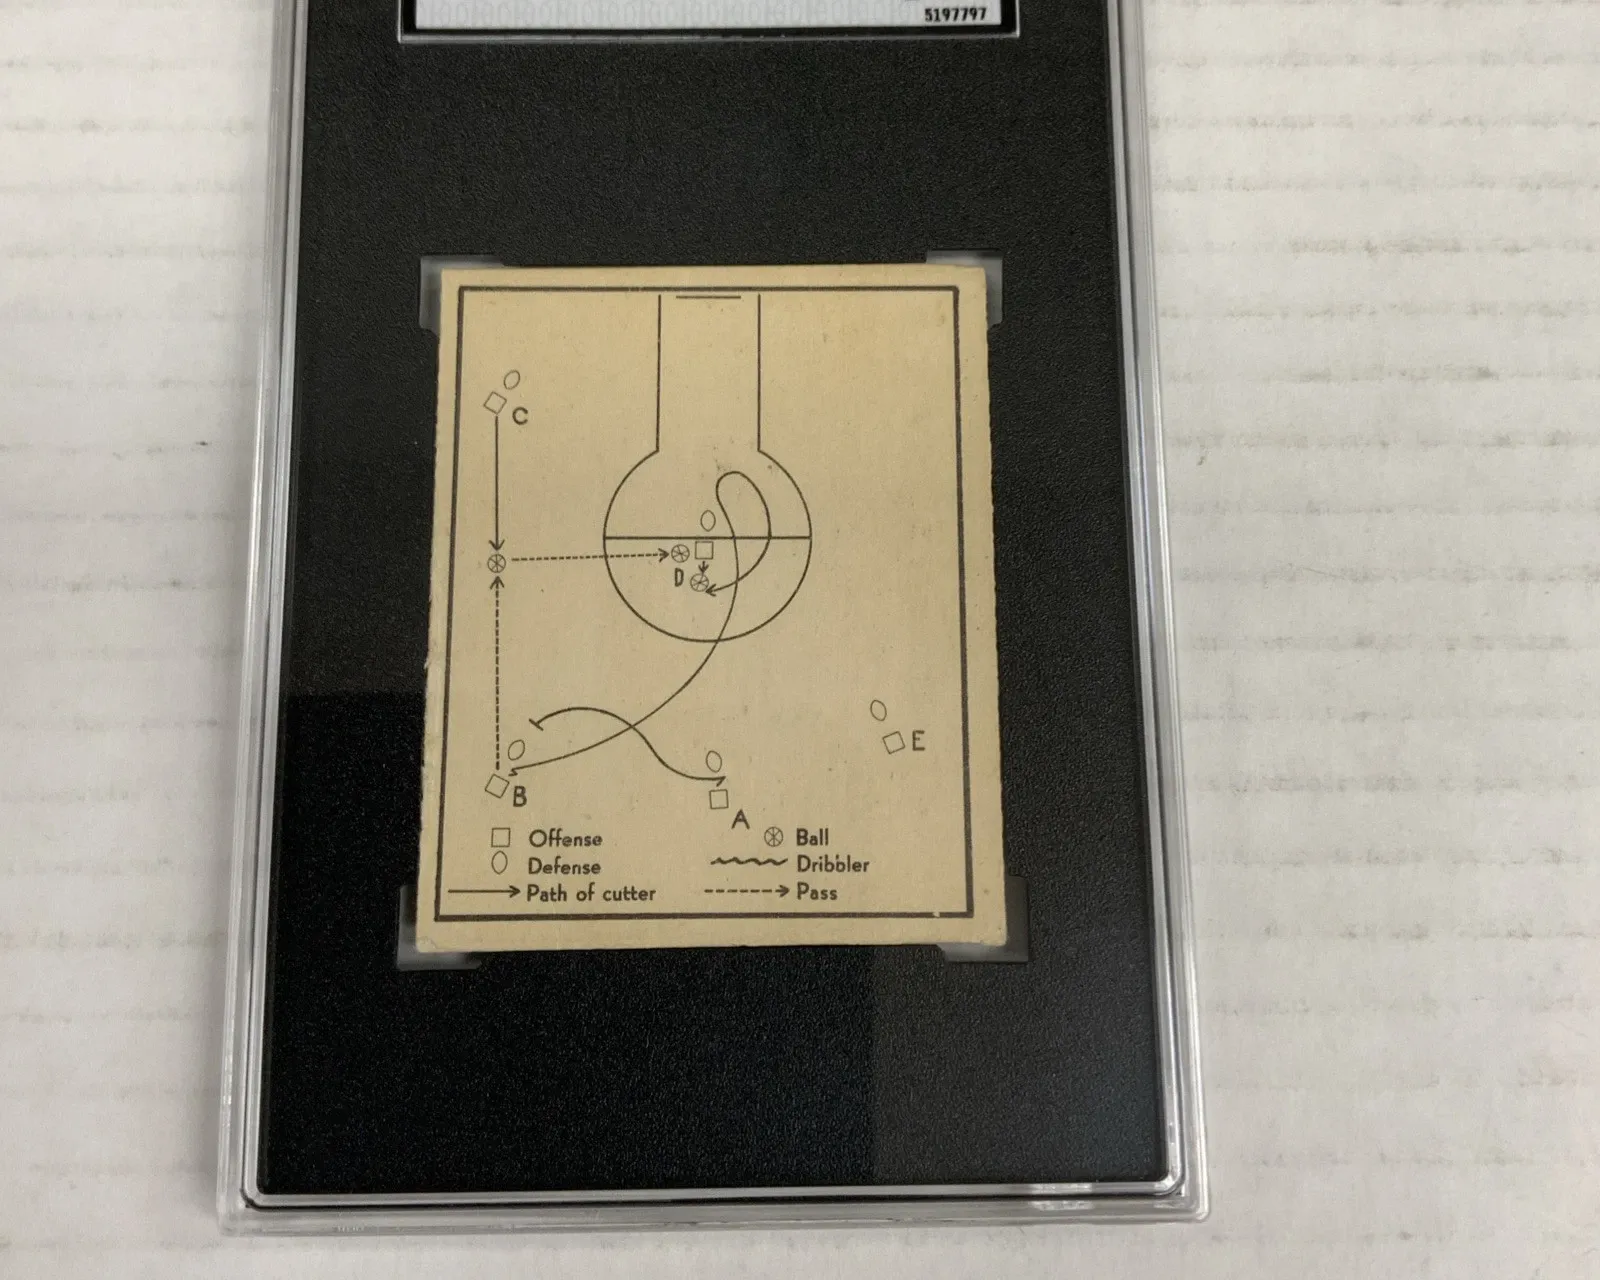 5197797
C
D
E
B
A
Offense
Ball
Defense
Dribbler
Path of cutter
Pass